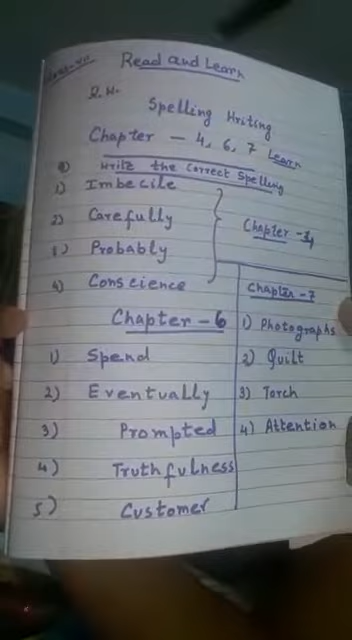 Read and Learn
Q.N.
Spelling Writing
Chapter - 4, 6, 7 Learn
Write the Correct Spelling
1) Imbecile
2) Carefully
3) Probably
4) Conscience
Chapter - 4
Chapter - 6
1) Spend
2) Eventually
3) Prompted
4) Truthfulness
5) Customer
Chapter - 7
1) Photographs
2) Quilt
3) Torch
4) Attention